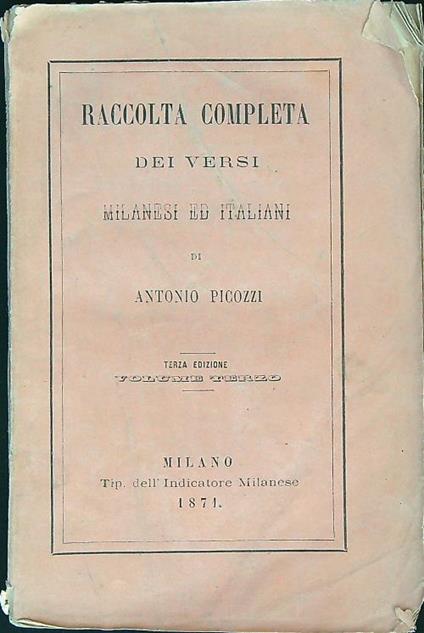 RACCOLTA COMPLETA
DEI VERSI
MILANESI ED ITALIANI
DI
ANTONIO PICOZZI
TERZA EDIZIONE
VOLUME TERZO
MILANO
Tip. dell' Indicatore Milanese
1871.